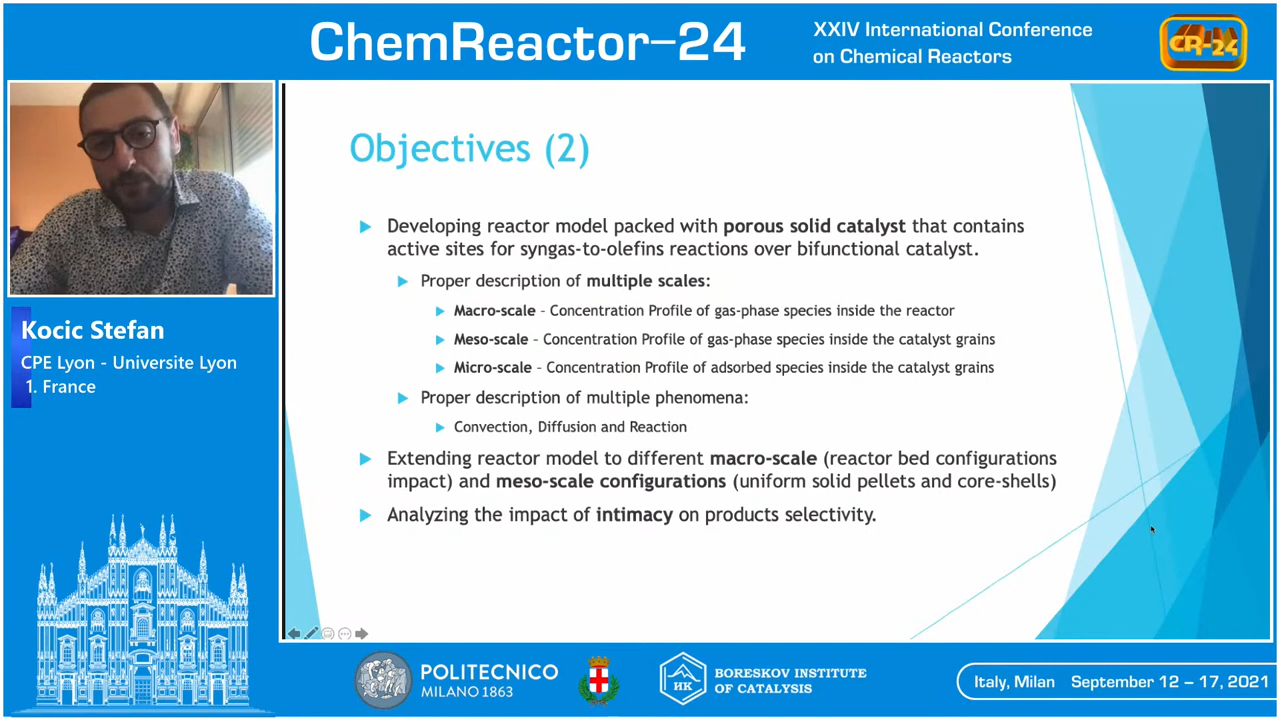 ChemReactor–24
XXIV International Conference
on Chemical Reactors
CR-24
Objectives (2)
Developing reactor model packed with porous solid catalyst that contains
active sites for syngas-to-olefins reactions over bifunctional catalyst.
Proper description of multiple scales:
Macro-scale – Concentration Profile of gas-phase species inside the reactor
Meso-scale – Concentration Profile of gas-phase species inside the catalyst grains
Micro-scale – Concentration Profile of adsorbed species inside the catalyst grains
Proper description of multiple phenomena:
Convection, Diffusion and Reaction
Extending reactor model to different macro-scale (reactor bed configurations
impact) and meso-scale configurations (uniform solid pellets and core-shells)
Analyzing the impact of intimacy on products selectivity.
Kocic Stefan
CPE Lyon - Universite Lyon
1. France
POLITECNICO
MILANO 1863
НК
BORESKOV INSTITUTE
OF CATALYSIS
Italy, Milan September 12 – 17, 2021